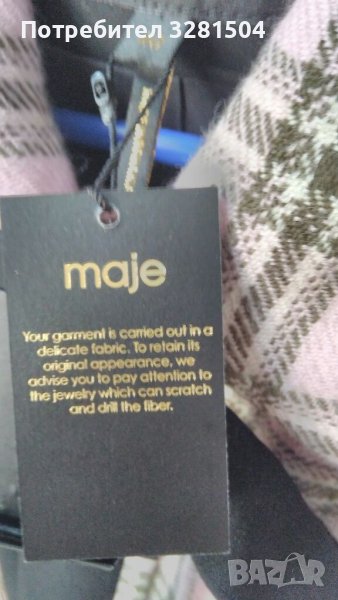 Потребител 3281504
maje
Your garment is carried out in a
delicate fabric. To retain its
original appearance, we
advise you to pay attention to
the jewelry which can scratch
and drill the fiber.
BAZAR